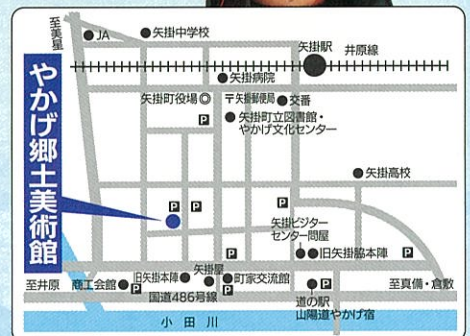 至美星
JA
矢掛中学校
矢掛駅
井原線
矢掛病院
矢掛町役場
〒矢掛郵便局
交番
矢掛町立図書館・
やかげ文化センター
やかげ郷土美術館
P
矢掛高校
P
P
P
矢掛ビジター
センター問屋
旧矢掛脇本陣
P
P
至井原
商工会館
P
旧矢掛本陣
矢掛屋
P
町家交流館
P
至真備・倉敷
国道486号線
道の駅
山陽道やかげ宿
小田川